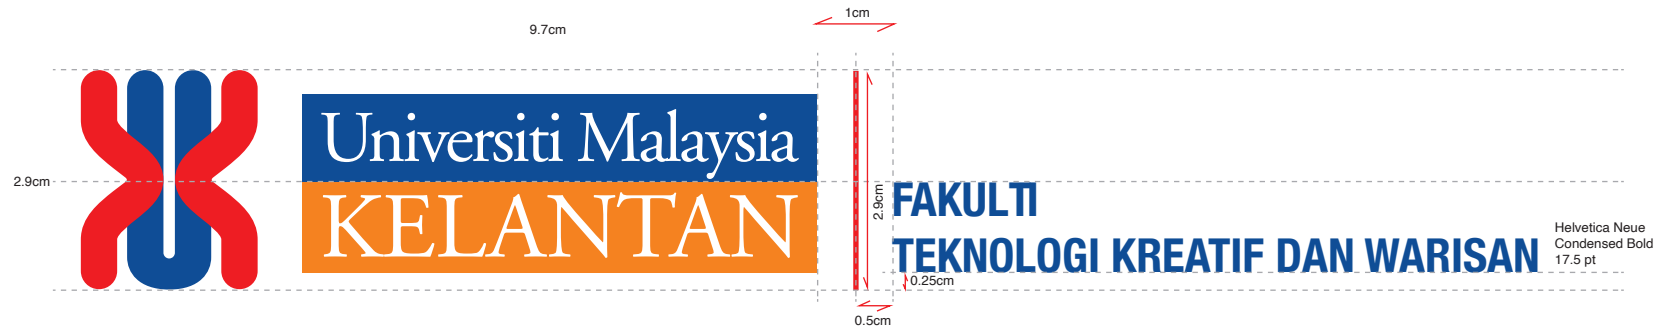 9.7cm
1cm
2.9cm
Universiti Malaysia
KELANTAN
2.9cm
FAKULTI
TEKNOLOGI KREATIF DAN WARISAN
Helvetica Neue
Condensed Bold
17.5 pt
0.25cm
0.5cm